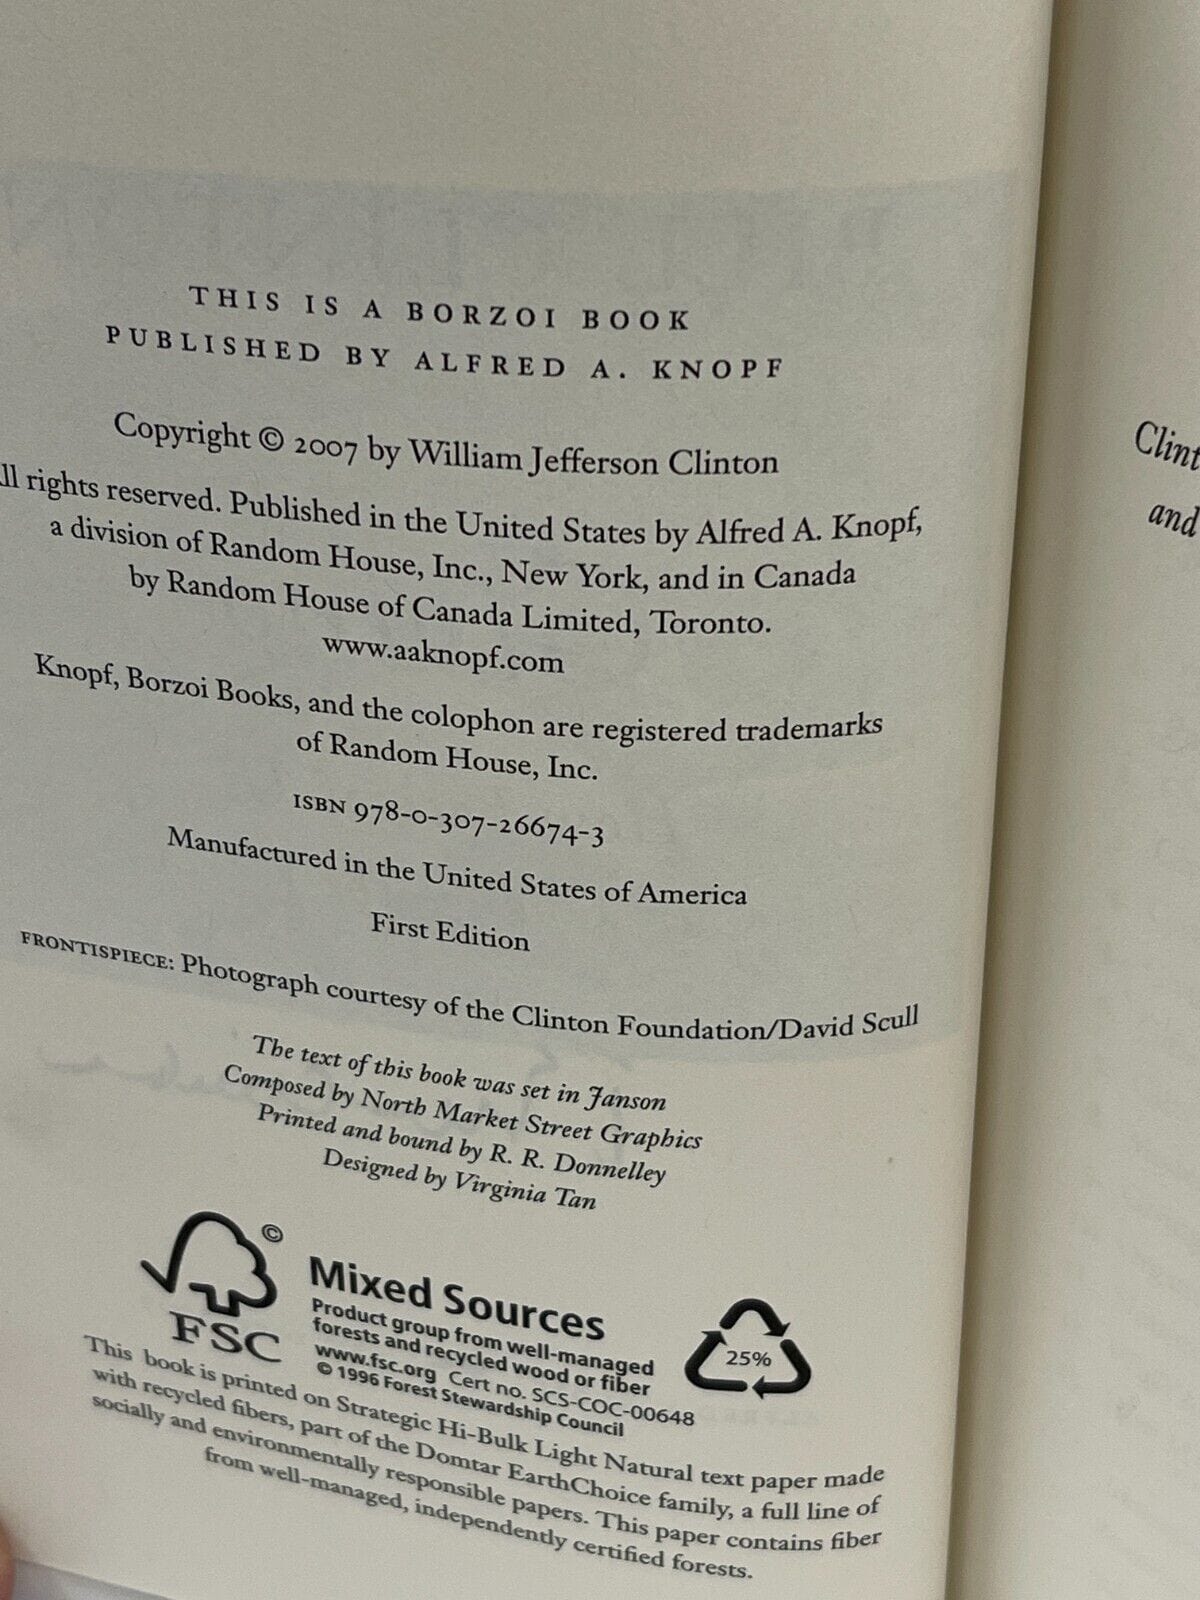 THIS IS A BORZOI BOOK
PUBLISHED BY ALFRED A. KNOPF
Copyright © 2007 by William Jefferson Clinton
ll rights reserved. Published in the United States by Alfred A. Knopf,
a division of Random House, Inc., New York, and in Canada
by Random House of Canada Limited, Toronto.
www.aaknopf.com
Knopf, Borzoi Books, and the colophon are registered trademarks
of Random House, Inc.
ISBN 978-0-307-26674-3
Manufactured in the United States of America
First Edition
FRONTISPIECE: Photograph courtesy of the Clinton Foundation/David Scull
The text of this book was set in Janson
Composed by North Market Street Graphics
Printed and bound by R. R. Donnelley
Designed by Virginia Tan
©
FSC
Mixed Sources
Product group from well-managed
forests and recycled wood or fiber
www.fsc.org Cert no. SCS-COC-00648
© 1996 Forest Stewardship Council
25%
This book is printed on Strategic Hi-Bulk Light Natural text paper made
with recycled fibers, part of the Domtar EarthChoice family, a full line of
socially and environmentally responsible papers. This paper contains fiber
from well-managed, independently certified forests.
Clint
and